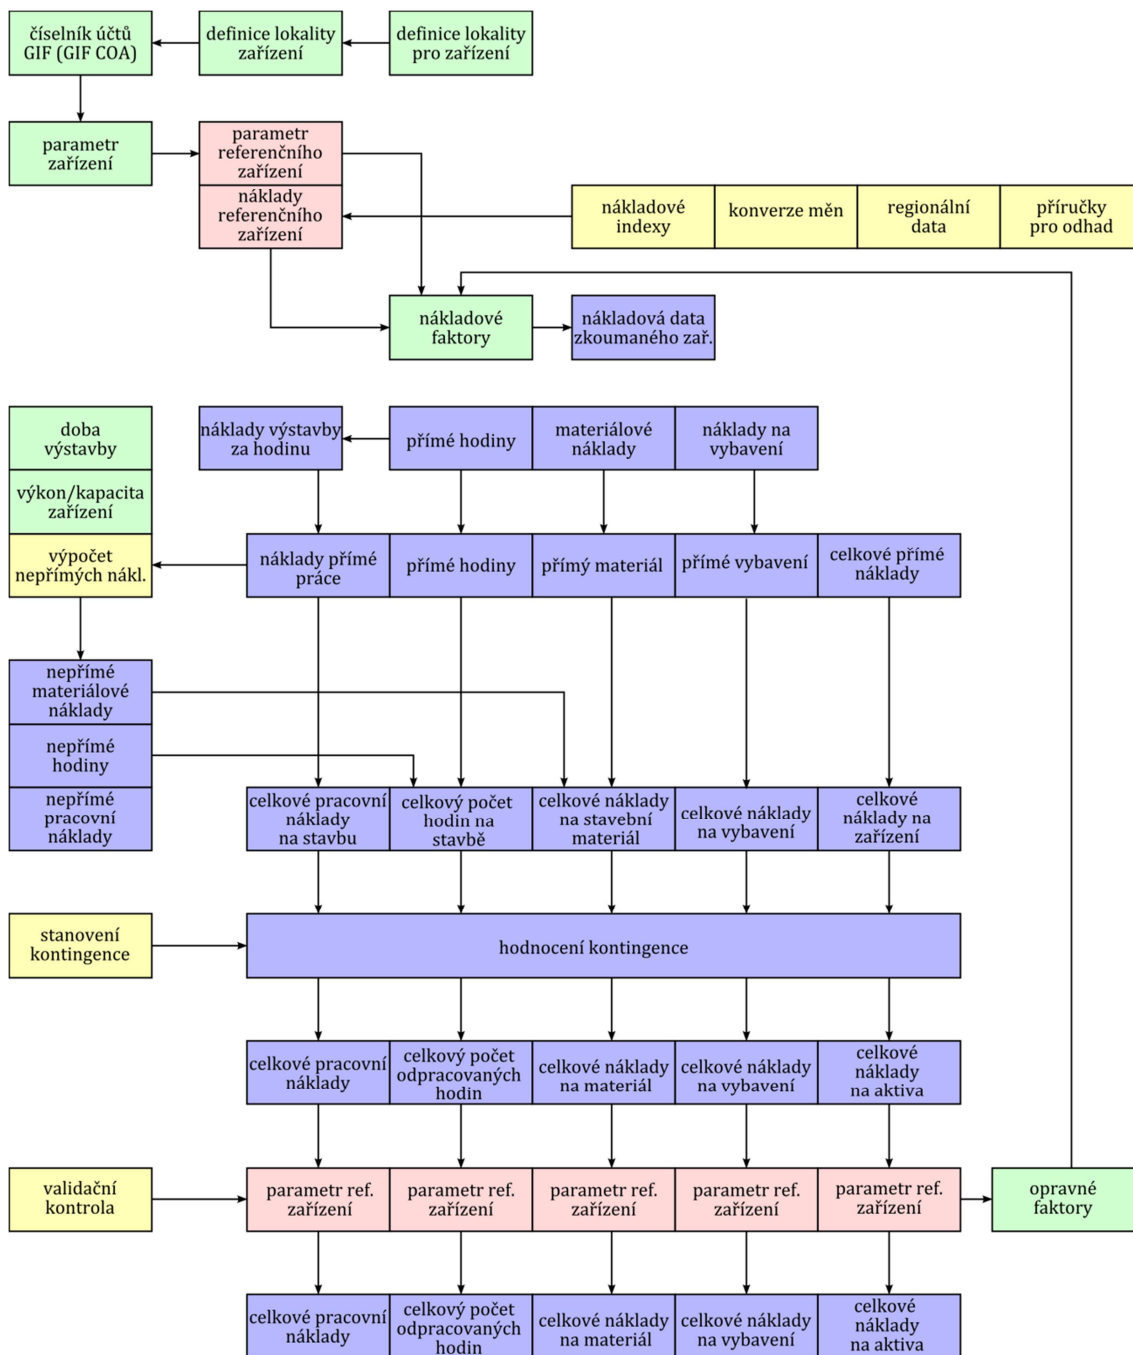 číselník účtů
GIF (GIF COA)
definice lokality
zařízení
definice lokality
pro zařízení
parametr
zařízení
parametr
referenčního
zařízení
náklady
referenčního
zařízení
nákladové
indexy
konverze měn
regionální
data
příručky
pro odhad
nákladové
faktory
nákladová data
zkoumaného zař.
doba
výstavby
náklady výstavby
za hodinu
přímé hodiny
materiálové
náklady
náklady na
vybavení
výkon/kapacita
zařízení
výpočet
nepřímých nákl.
náklady přímé
práce
přímé hodiny
přímý materiál
přímé vybavení
celkové přímé
náklady
nepřímé
materiálové
náklady
nepřímé
hodiny
nepřímé
pracovní
náklady
celkové pracovní
náklady
na stavbu
celkový počet
hodin na
stavbě
celkové náklady
na stavební
materiál
celkové náklady
na vybavení
celkové
náklady na
zařízení
stanovení
kontingence
hodnocení kontingence
celkové pracovní
náklady
celkový počet
odpracovaných
hodin
celkové náklady
na materiál
celkové náklady
na vybavení
celkové
náklady
na aktiva
validační
kontrola
parametr ref.
zařízení
parametr ref.
zařízení
parametr ref.
zařízení
parametr ref.
zařízení
parametr ref.
zařízení
opravné
faktory
celkové pracovní
náklady
celkový počet
odpracovaných
hodin
celkové náklady
na materiál
celkové náklady
na vybavení
celkové
náklady
na aktiva